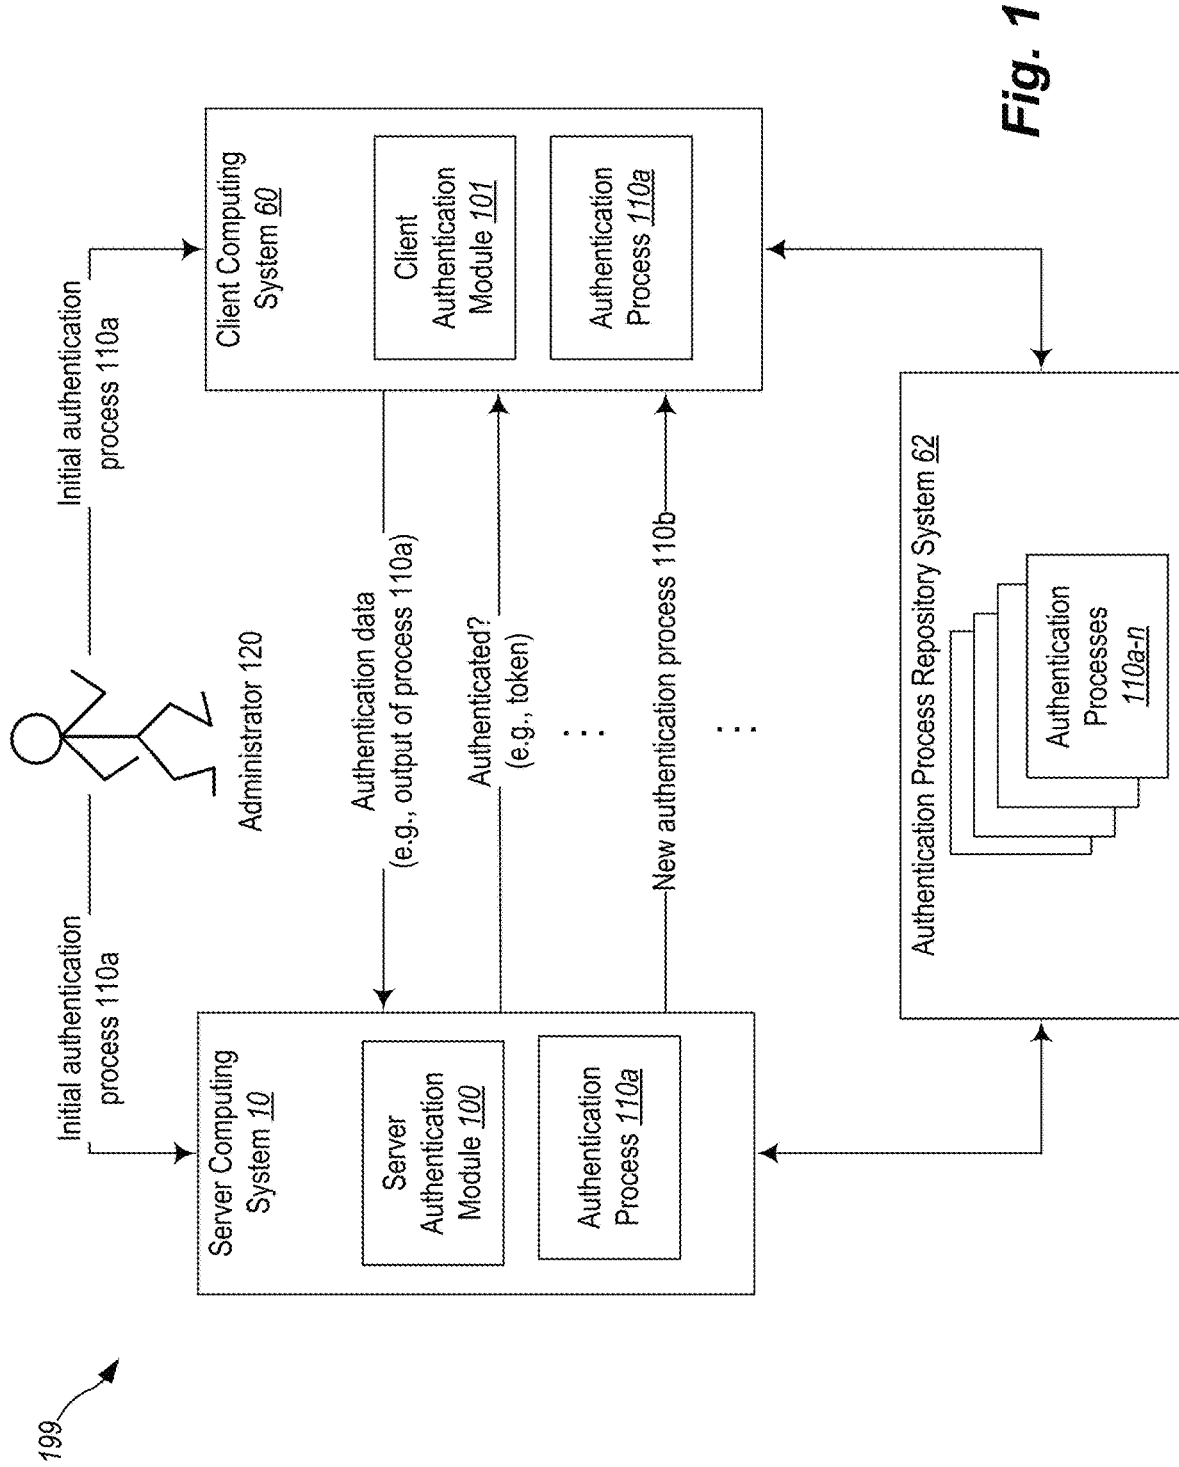 199
Initial authentication
process 110a
Administrator 120
Initial authentication
process 110a
Server Computing
System 10
Server
Authentication
Module 100
Authentication
Process 110a
Authentication data
(e.g., output of process 110a)
Authenticated?
(e.g., token)
...
New authentication process 110b
...
Client Computing
System 60
Client
Authentication
Module 101
Authentication
Process 110a
Authentication Process Repository System 62
Authentication
Processes
110a-n
Fig. 1